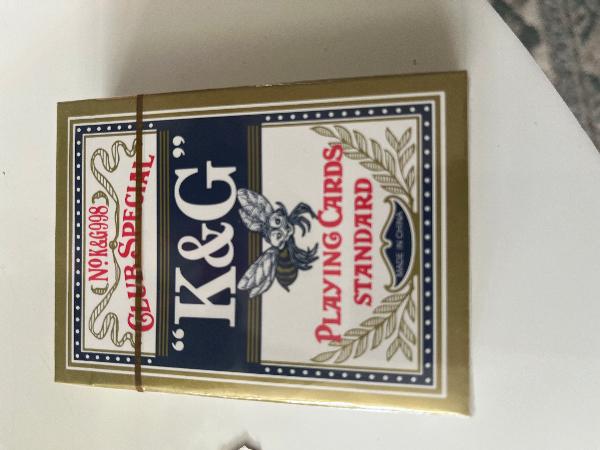 No.K&G998
CLUB SPECIAL
"K&G"
PLAYING CARDS
STANDARD
MADE IN CHINA